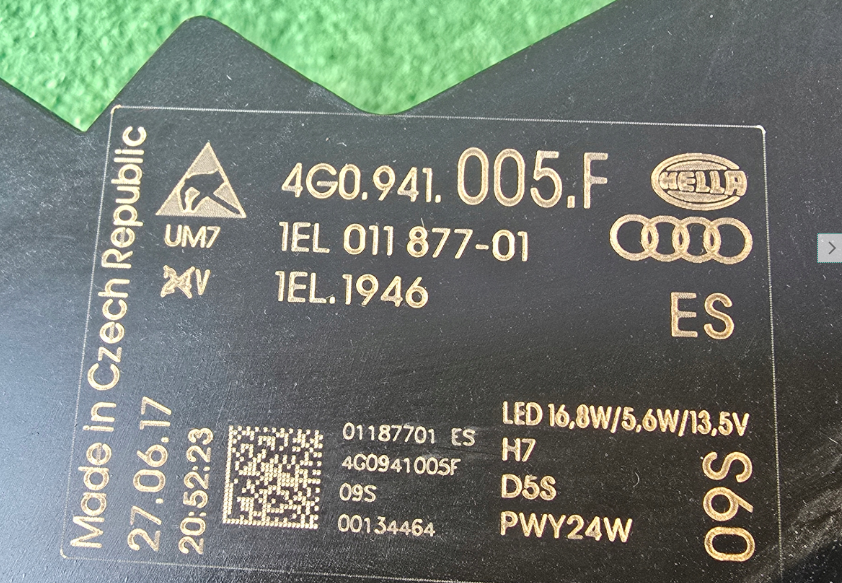 Made in Czech Republic
27.06.17
20:52:23
UM7
4G0.941.005.F
HELLA
1EL 011 877-01
1EL.1946
ES
01187701 ES
4G0941005F
09S
00134464
LED 16,8W/5,6W/13,5V
H7
D5S
PWY24W
09S